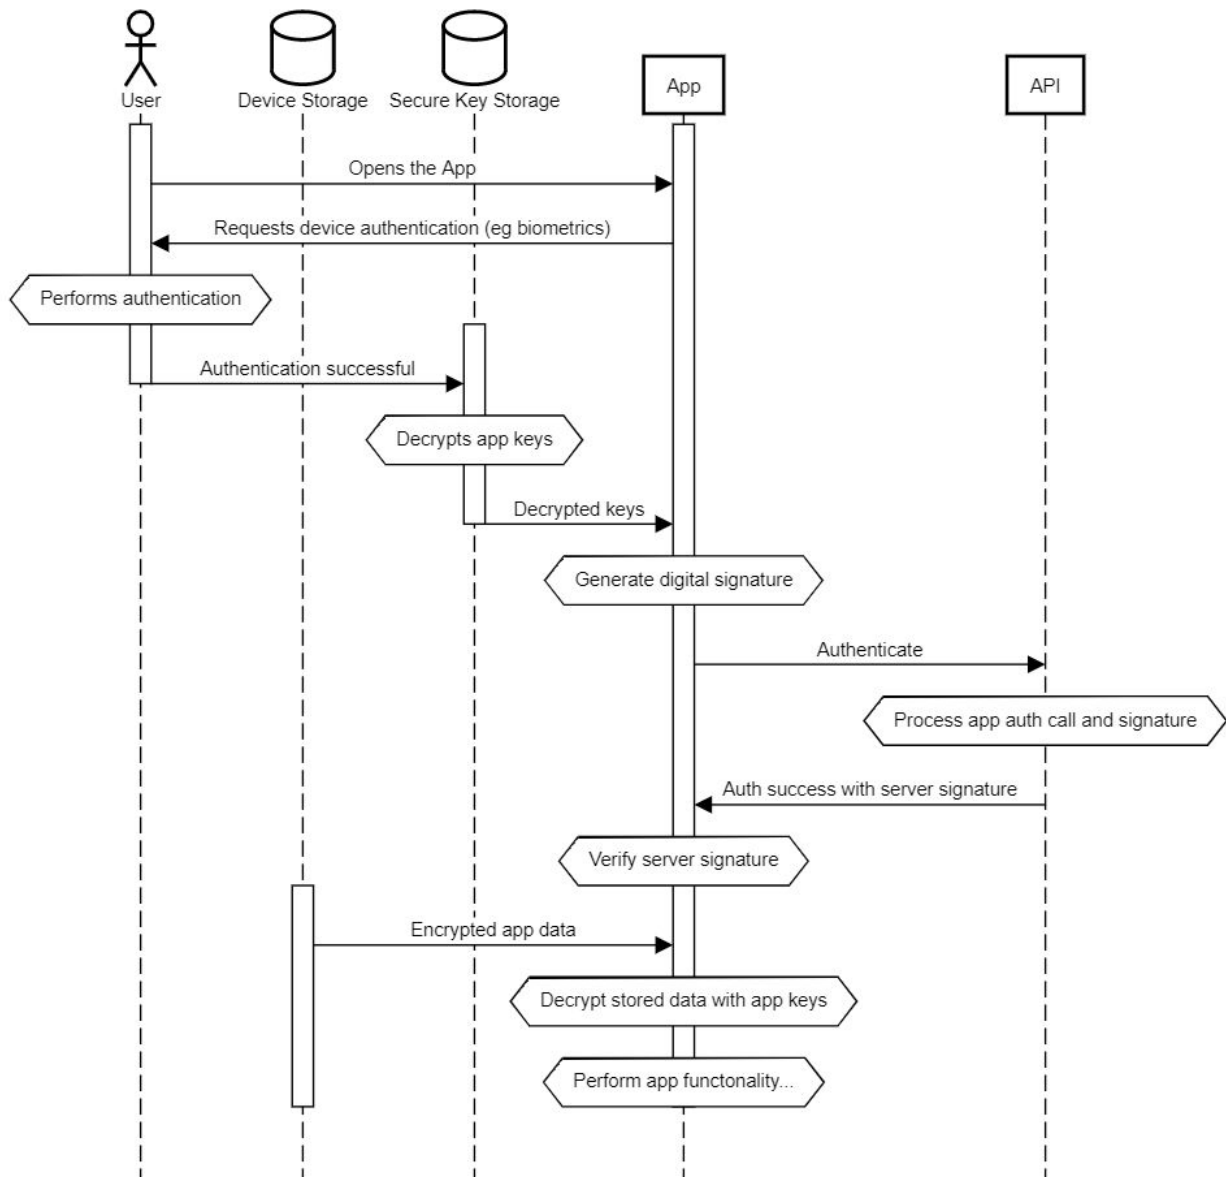 User
Device Storage
Secure Key Storage
App
API
Opens the App
Requests device authentication (eg biometrics)
Performs authentication
Authentication successful
Decrypts app keys
Decrypted keys
Generate digital signature
Authenticate
Process app auth call and signature
Auth success with server signature
Verify server signature
Encrypted app data
Decrypt stored data with app keys
Perform app functonality...